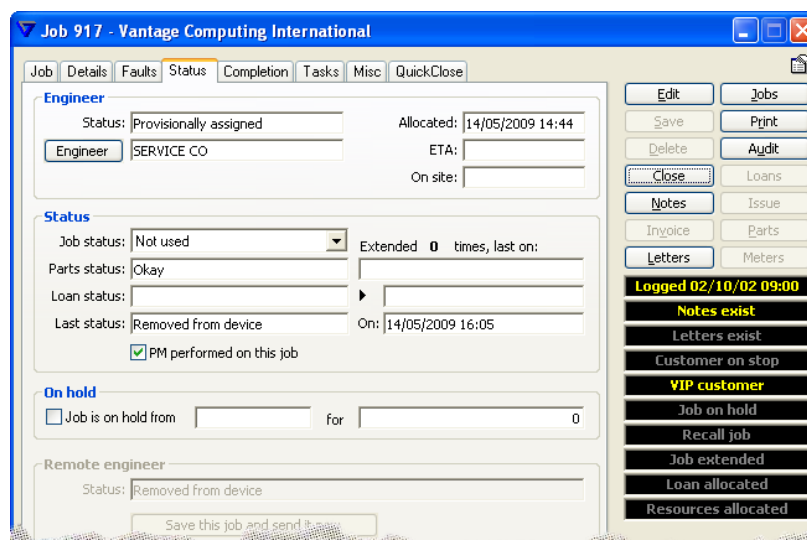 Job 917 - Vantage Computing International
Job Details Faults Status Completion Tasks Misc QuickClose
Engineer
Status: Provisionally assigned Allocated: 14/05/2009 14:44
Engineer SERVICE CO ETA:
On site:
Status
Job status: Not used Extended 0 times, last on:
Parts status: Okay
Loan status:
Last status: Removed from device On: 14/05/2009 16:05
PM performed on this job
On hold
Job is on hold from for 0
Remote engineer
Status: Removed from device
Save this job and send it now
Edit Jobs
Save Print
Delete Audit
Close Loans
Notes Issue
Invoice Parts
Letters Meters
Logged 02/10/02 09:00
Notes exist
Letters exist
Customer on stop
VIP customer
Job on hold
Recall job
Job extended
Loan allocated
Resources allocated